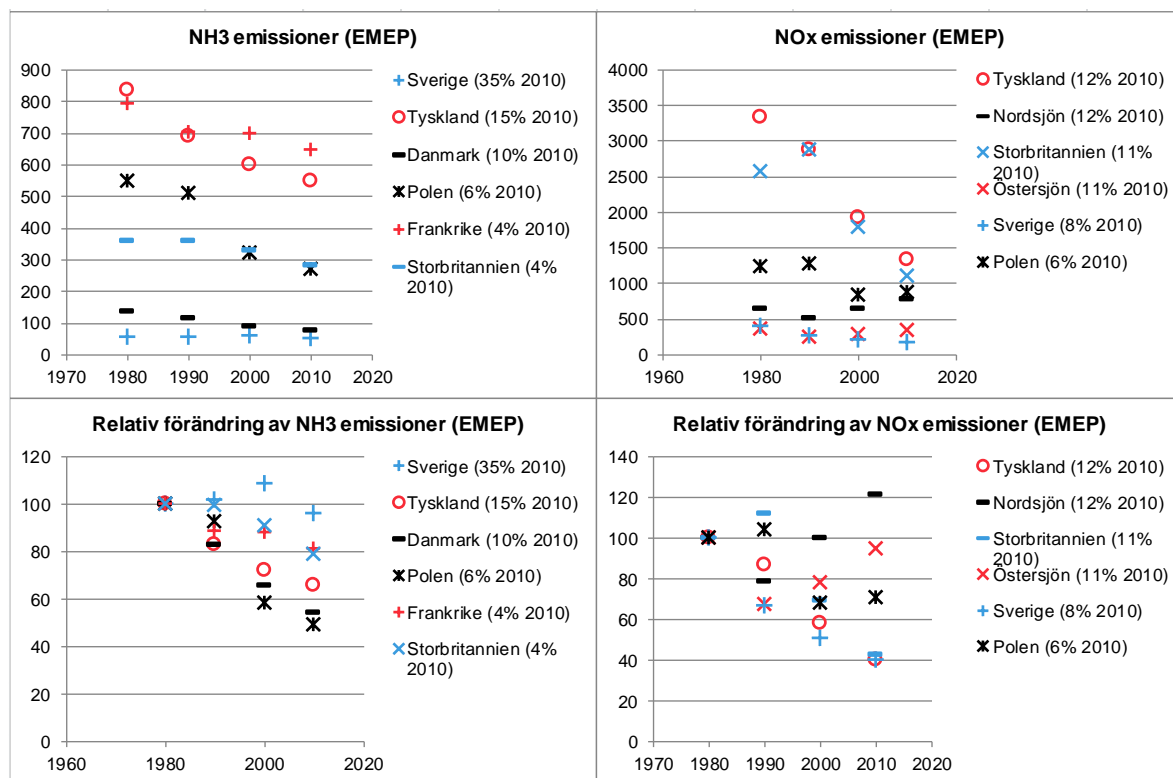 NH3 emissioner (EMEP)
900
800
700
600
500
400
300
200
100
0
1970
1980
1990
2000
2010
2020
Sverige (35% 2010)
Tyskland (15% 2010)
Danmark (10% 2010)
Polen (6% 2010)
Frankrike (4% 2010)
Storbritannien (4%
2010)
NOx emissioner (EMEP)
4000
3500
3000
2500
2000
1500
1000
500
0
1960
1980
2000
2020
Tyskland (12% 2010)
Nordsjön (12% 2010)
Storbritannien (11%
2010)
Östersjön (11% 2010)
Sverige (8% 2010)
Polen (6% 2010)
Relativ förändring av NH3 emissioner (EMEP)
120
100
80
60
40
20
0
1960
1980
2000
2020
Sverige (35% 2010)
Tyskland (15% 2010)
Danmark (10% 2010)
Polen (6% 2010)
Frankrike (4% 2010)
Storbritannien (4%
2010)
Relativ förändring av NOx emissioner (EMEP)
140
120
100
80
60
40
20
0
1970
1980
1990
2000
2010
2020
Tyskland (12% 2010)
Nordsjön (12% 2010)
Storbritannien (11%
2010)
Östersjön (11% 2010)
Sverige (8% 2010)
Polen (6% 2010)